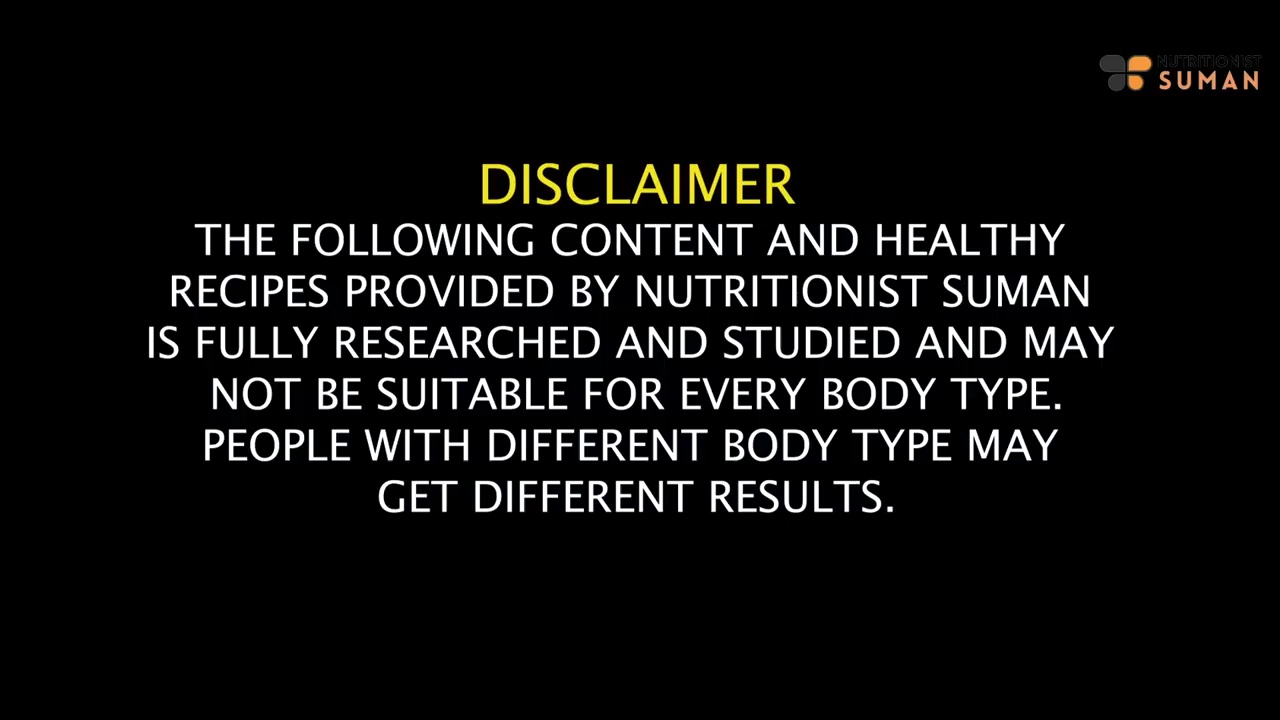 NUTRITIONIST
SUMAN
DISCLAIMER
THE FOLLOWING CONTENT AND HEALTHY
RECIPES PROVIDED BY NUTRITIONIST SUMAN
IS FULLY RESEARCHED AND STUDIED AND MAY
NOT BE SUITABLE FOR EVERY BODY TYPE.
PEOPLE WITH DIFFERENT BODY TYPE MAY
GET DIFFERENT RESULTS.